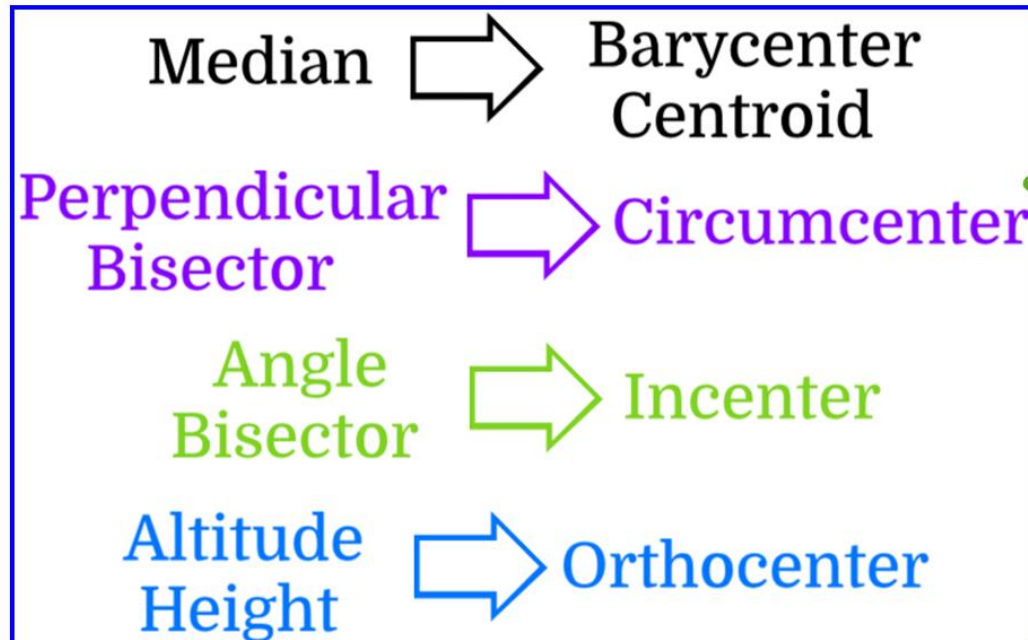 Median
Barycenter
Centroid
Perpendicular
Bisector
Circumcenter
Angle
Bisector
Incenter
Altitude
Height
Orthocenter